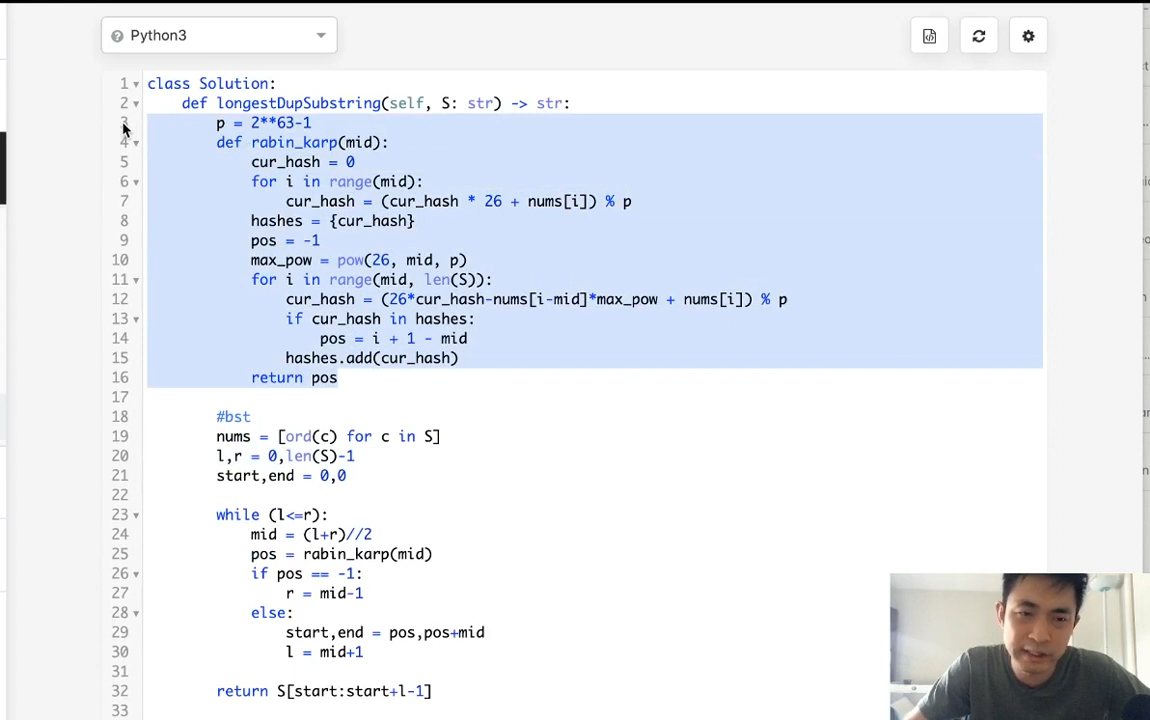 Python3
1 class Solution:
2 def longestDupSubstring(self, S: str) -> str:
3 p = 2**63-1
4 def rabin_karp(mid):
5 cur_hash = 0
6 for i in range(mid):
7 cur_hash = (cur_hash * 26 + nums[i]) % p
8 hashes = {cur_hash}
9 pos = -1
10 max_pow = pow(26, mid, p)
11 for i in range(mid, len(S)):
12 cur_hash = (26*cur_hash-nums[i-mid]*max_pow + nums[i]) % p
13 if cur_hash in hashes:
14 pos = i + 1 - mid
15 hashes.add(cur_hash)
16 return pos
17
18 #bst
19 nums = [ord(c) for c in S]
20 l,r = 0,len(S)-1
21 start,end = 0,0
22
23 while (l<=r):
24 mid = (l+r)//2
25 pos = rabin_karp(mid)
26 if pos == -1:
27 r = mid-1
28 else:
29 start,end = pos,pos+mid
30 l = mid+1
31
32 return S[start:start+l-1]
33